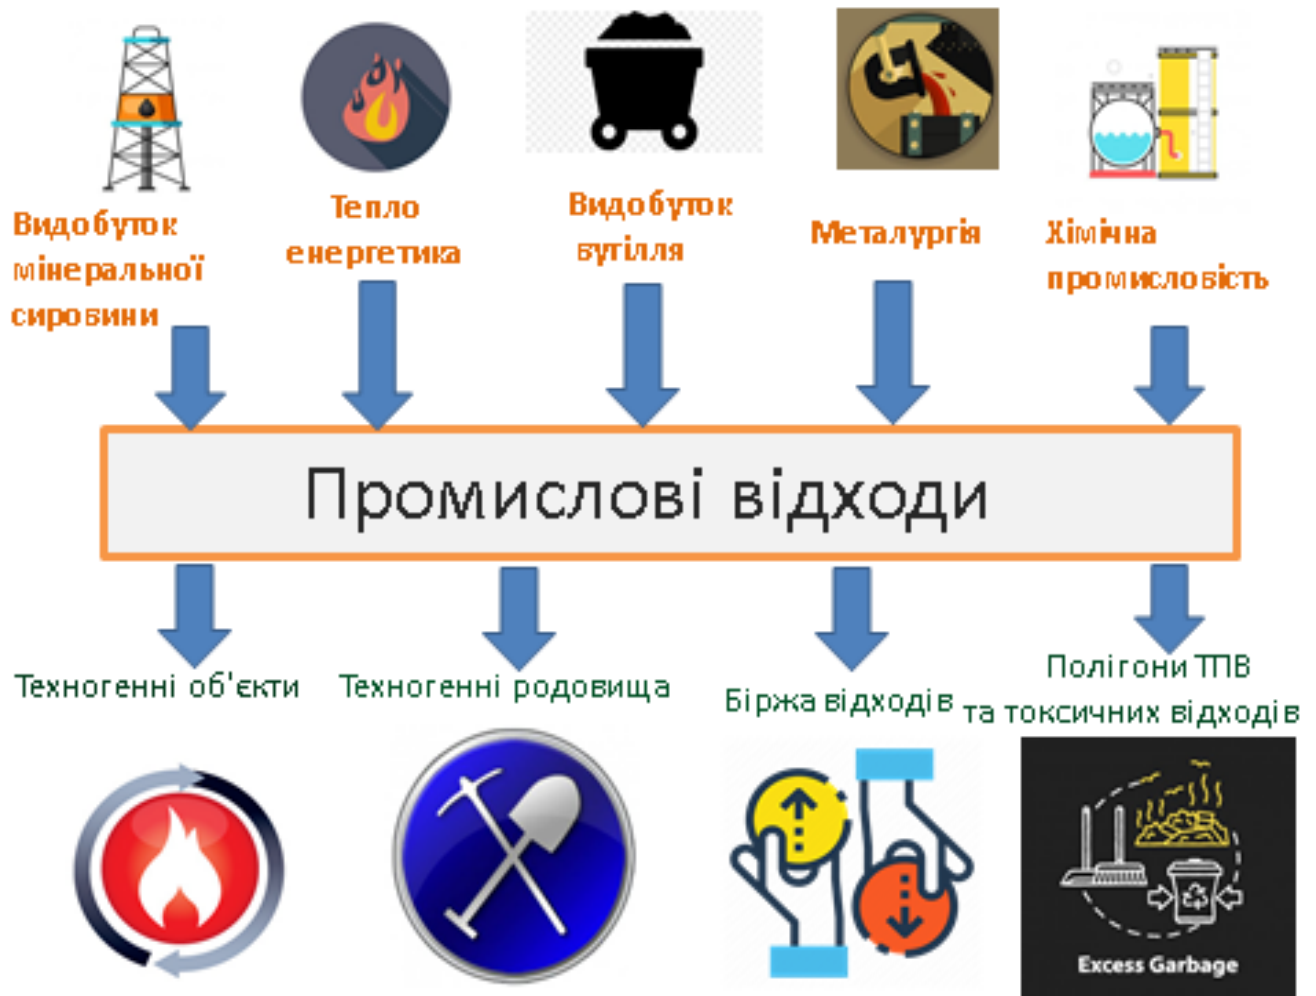 Видобуток
мінеральної
сировини
Тепло
енергетика
Видобуток
вугілля
Металургія
Хімічна
промисловість
Промислові відходи
Техногенні об'єкти
Техногенні родовища
Біржа відходів
Полігони ТПВ
та токсичних відходів
Excess Garbage